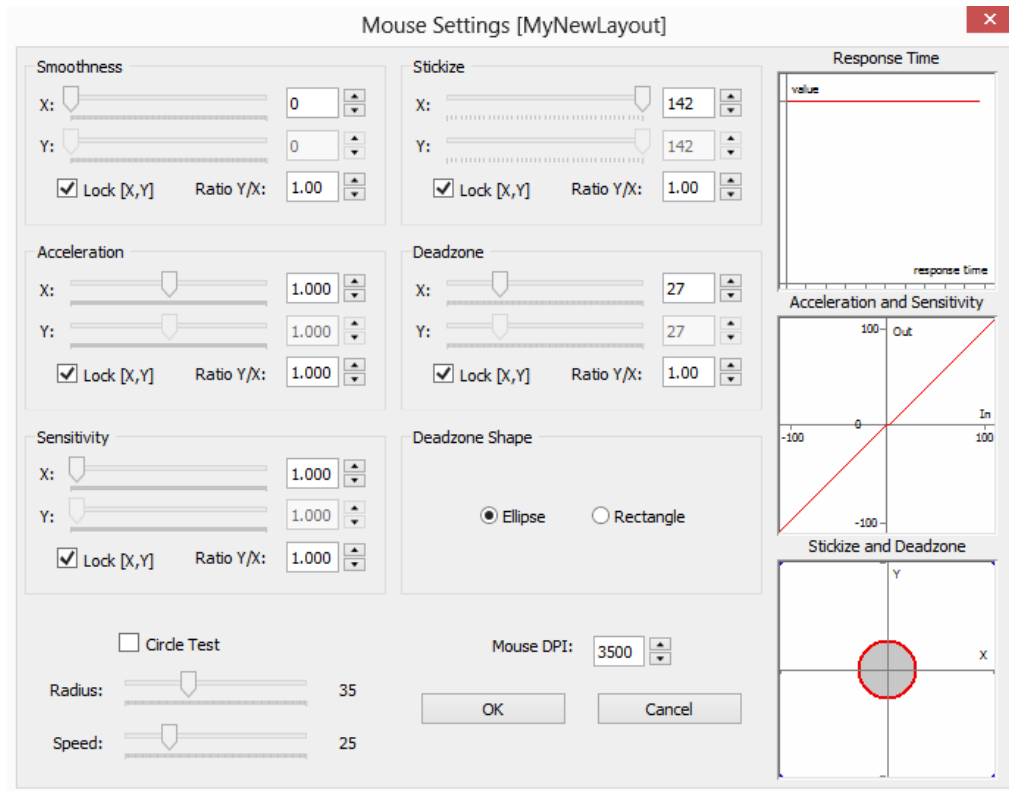 Mouse Settings [MyNewLayout]
Smoothness
X: 0
Y: 0
Lock [X,Y] Ratio Y/X: 1.00
Stickize
X: 142
Y: 142
Lock [X,Y] Ratio Y/X: 1.00
Acceleration
X: 1.000
Y: 1.000
Lock [X,Y] Ratio Y/X: 1.000
Deadzone
X: 27
Y: 27
Lock [X,Y] Ratio Y/X: 1.00
Sensitivity
X: 1.000
Y: 1.000
Lock [X,Y] Ratio Y/X: 1.000
Deadzone Shape
Ellipse Rectangle
Circle Test
Radius: 35
Speed: 25
Mouse DPI: 3500
OK Cancel
Response Time
value
response time
Acceleration and Sensitivity
100 Out
0 In
-100 100
-100
Stickize and Deadzone
Y
X